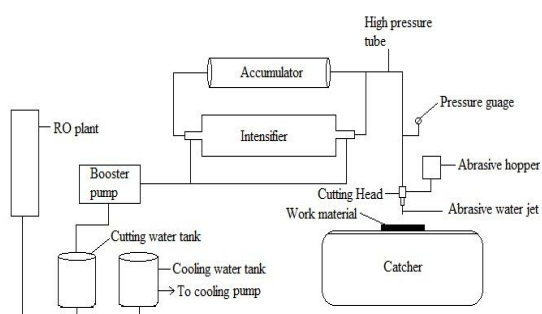 High pressure
tube
Accumulator
Pressure guage
RO plant
Intensifier
Booster
pump
Abrasive hopper
Cutting Head
Work material
Abrasive water jet
Cutting water tank
Cooling water tank
To cooling pump
Catcher